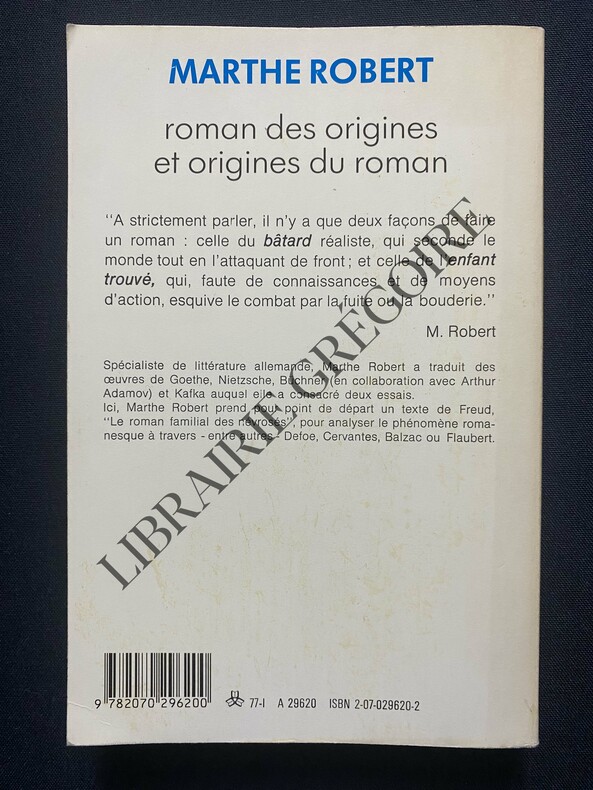 MARTHE ROBERT
roman des origines
et origines du roman
"A strictement parler, il n'y a que deux façons de faire
un roman : celle du bâtard réaliste, qui seconde le
monde tout en l'attaquant de front ; et celle de l'enfant
trouvé, qui, faute de connaissances et de moyens
d'action, esquive le combat par la fuite ou la bouderie."
M. Robert
Spécialiste de littérature allemande, Marthe Robert a traduit des
œuvres de Goethe, Nietzsche, Büchner (en collaboration avec Arthur
Adamov) et Kafka auquel elle a consacré deux essais.
Ici, Marthe Robert prend pour point de départ un texte de Freud,
"Le roman familial des névrosés", pour analyser le phénomène roma-
nesque à travers - entre autres - Defoe, Cervantes, Balzac ou Flaubert.
LIBRAIRIE GRÉGOIRE
9 782070 296200
77-I A 29620 ISBN 2-07-029620-2